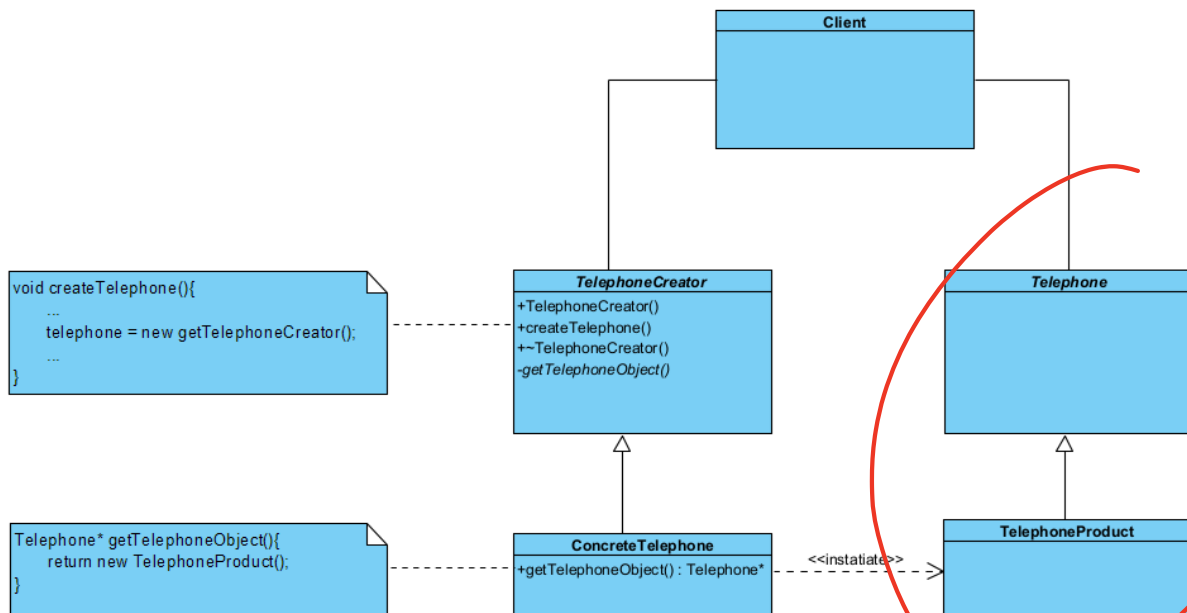 Client
void createTelephone(){
...
telephone = new getTelephoneCreator();
...
}
TelephoneCreator
+TelephoneCreator()
+createTelephone()
+~TelephoneCreator()
-getTelephoneObject()
Telephone
Telephone* getTelephoneObject(){
return new TelephoneProduct();
}
ConcreteTelephone
+getTelephoneObject() : Telephone*
<<instatiate>>
TelephoneProduct